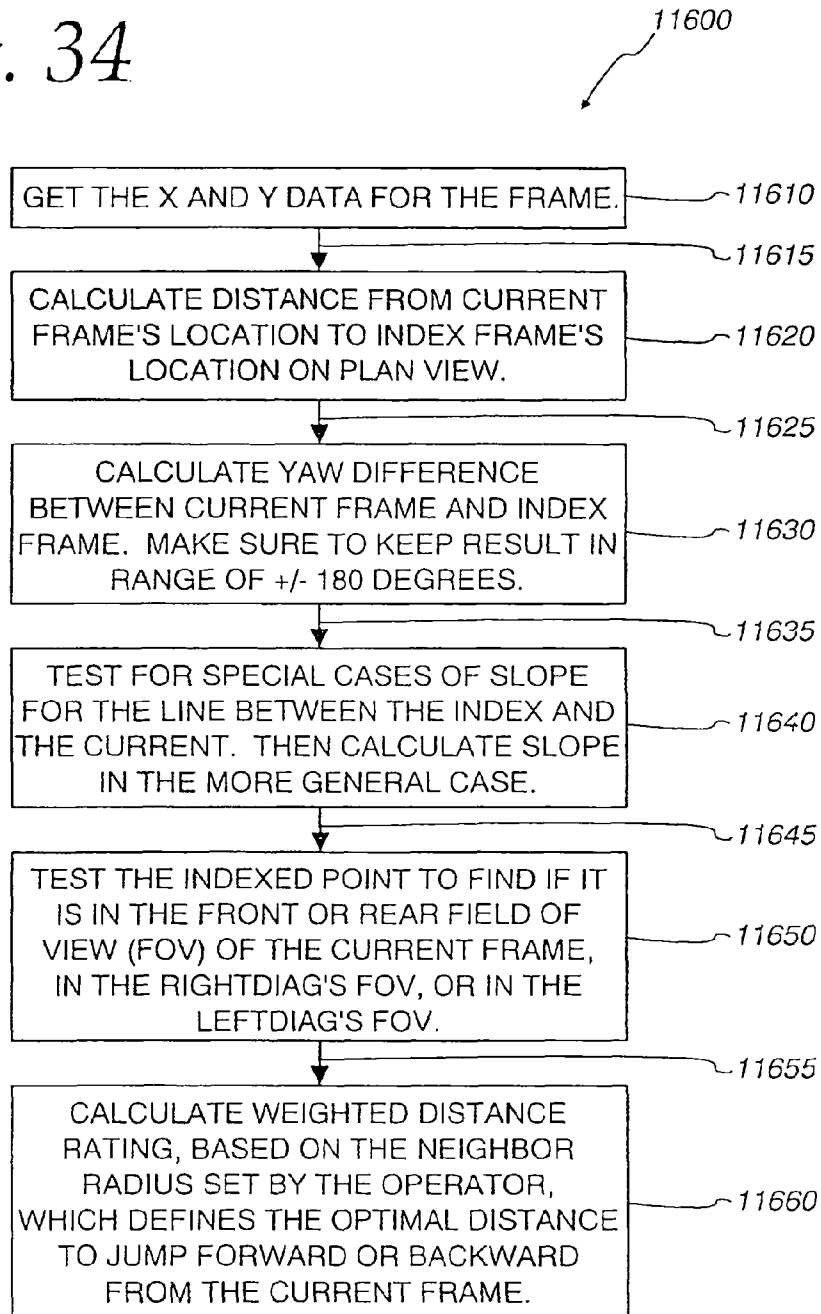 . 34
11600
GET THE X AND Y DATA FOR THE FRAME.
11610
11615
CALCULATE DISTANCE FROM CURRENT
FRAME'S LOCATION TO INDEX FRAME'S
LOCATION ON PLAN VIEW.
11620
11625
CALCULATE YAW DIFFERENCE
BETWEEN CURRENT FRAME AND INDEX
FRAME. MAKE SURE TO KEEP RESULT IN
RANGE OF +/- 180 DEGREES.
11630
11635
TEST FOR SPECIAL CASES OF SLOPE
FOR THE LINE BETWEEN THE INDEX AND
THE CURRENT. THEN CALCULATE SLOPE
IN THE MORE GENERAL CASE.
11640
11645
TEST THE INDEXED POINT TO FIND IF IT
IS IN THE FRONT OR REAR FIELD OF
VIEW (FOV) OF THE CURRENT FRAME,
IN THE RIGHTDIAG'S FOV, OR IN THE
LEFTDIAG'S FOV.
11650
11655
CALCULATE WEIGHTED DISTANCE
RATING, BASED ON THE NEIGHBOR
RADIUS SET BY THE OPERATOR,
WHICH DEFINES THE OPTIMAL DISTANCE
TO JUMP FORWARD OR BACKWARD
FROM THE CURRENT FRAME.
11660